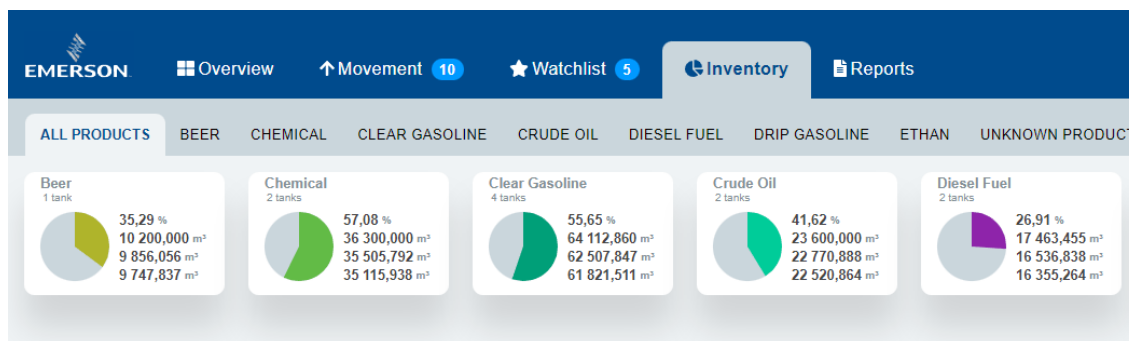 EMERSON
Overview Movement 10 Watchlist 5 Inventory Reports
ALL PRODUCTS BEER CHEMICAL CLEAR GASOLINE CRUDE OIL DIESEL FUEL DRIP GASOLINE ETHAN UNKNOWN PRODUCT
Beer
1 tank
35,29 %
10 200,000 m³
9 856,056 m³
9 747,837 m³
Chemical
2 tanks
57,08 %
36 300,000 m³
35 505,792 m³
35 115,938 m³
Clear Gasoline
4 tanks
55,65 %
64 112,860 m³
62 507,847 m³
61 821,511 m³
Crude Oil
2 tanks
41,62 %
23 600,000 m³
22 770,888 m³
22 520,864 m³
Diesel Fuel
2 tanks
26,91 %
17 463,455 m³
16 536,838 m³
16 355,264 m³